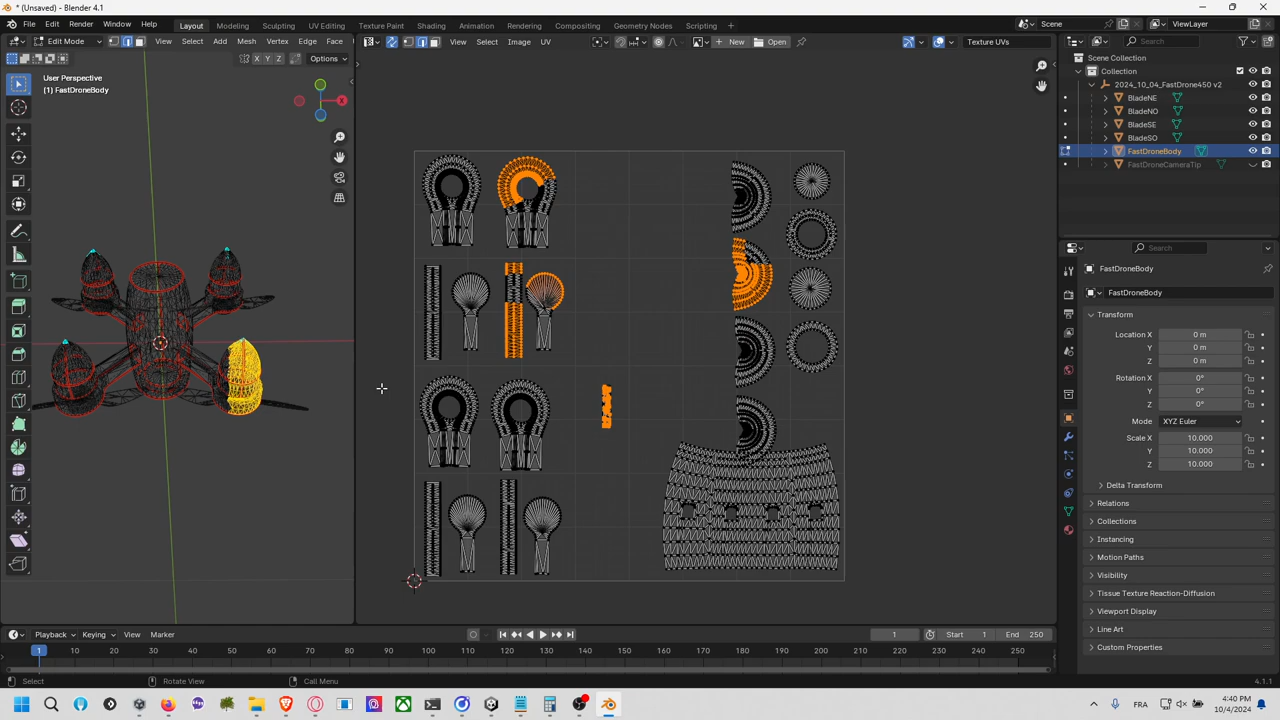 * (Unsaved) - Blender 4.1
File Edit Render Window Help Layout Modeling Sculpting UV Editing Texture Paint Shading Animation Rendering Compositing Geometry Nodes Scripting + Scene ViewLayer
Edit Mode View Select Add Mesh Vertex Edge Face View Select Image UV New Open Texture UVs Search
X Y Z Options
User Perspective
(1) FastDroneBody
X
Scene Collection
Collection
2024_10_04_FastDrone450 v2
BladeNE
BladeNO
BladeSE
BladeSO
FastDroneBody
FastDroneCameraTip
Search
FastDroneBody
FastDroneBody
Transform
Location X 0 m
Y 0 m
Z 0 m
Rotation X 0°
Y 0°
Z 0°
Mode XYZ Euler
Scale X 10.000
Y 10.000
Z 10.000
Delta Transform
Relations
Collections
Instancing
Motion Paths
Visibility
Tissue Texture Reaction-Diffusion
Viewport Display
Line Art
Custom Properties
Playback Keying View Marker 1 Start 1 End 250
1 10 20 30 40 50 60 70 80 90 100 110 120 130 140 150 160 170 180 190 200 210 220 230 240 250
Select Rotate View Call Menu 4.1.1
FRA 4:40 PM
10/4/2024